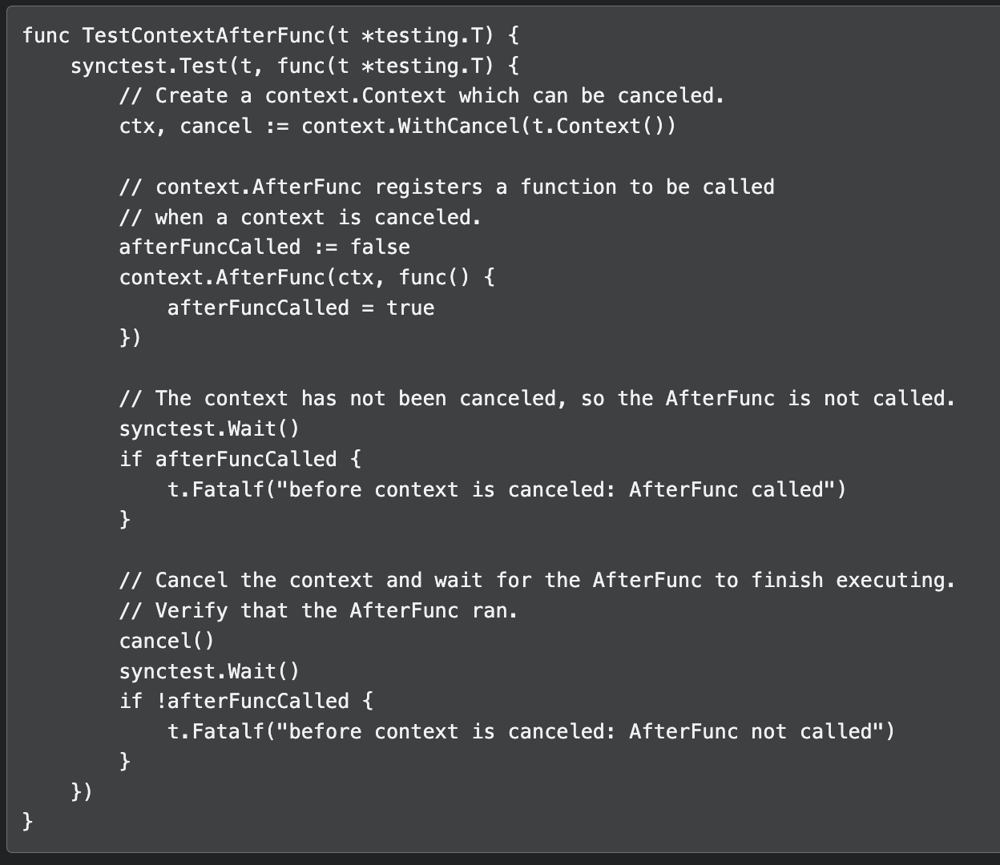 func TestContextAfterFunc(t *testing.T) {
    synctest.Test(t, func(t *testing.T) {
        // Create a context.Context which can be canceled.
        ctx, cancel := context.WithCancel(t.Context())

        // context.AfterFunc registers a function to be called
        // when a context is canceled.
        afterFuncCalled := false
        context.AfterFunc(ctx, func() {
            afterFuncCalled = true
        })

        // The context has not been canceled, so the AfterFunc is not called.
        synctest.Wait()
        if afterFuncCalled {
            t.Fatalf("before context is canceled: AfterFunc called")
        }

        // Cancel the context and wait for the AfterFunc to finish executing.
        // Verify that the AfterFunc ran.
        cancel()
        synctest.Wait()
        if !afterFuncCalled {
            t.Fatalf("before context is canceled: AfterFunc not called")
        }
    })
}